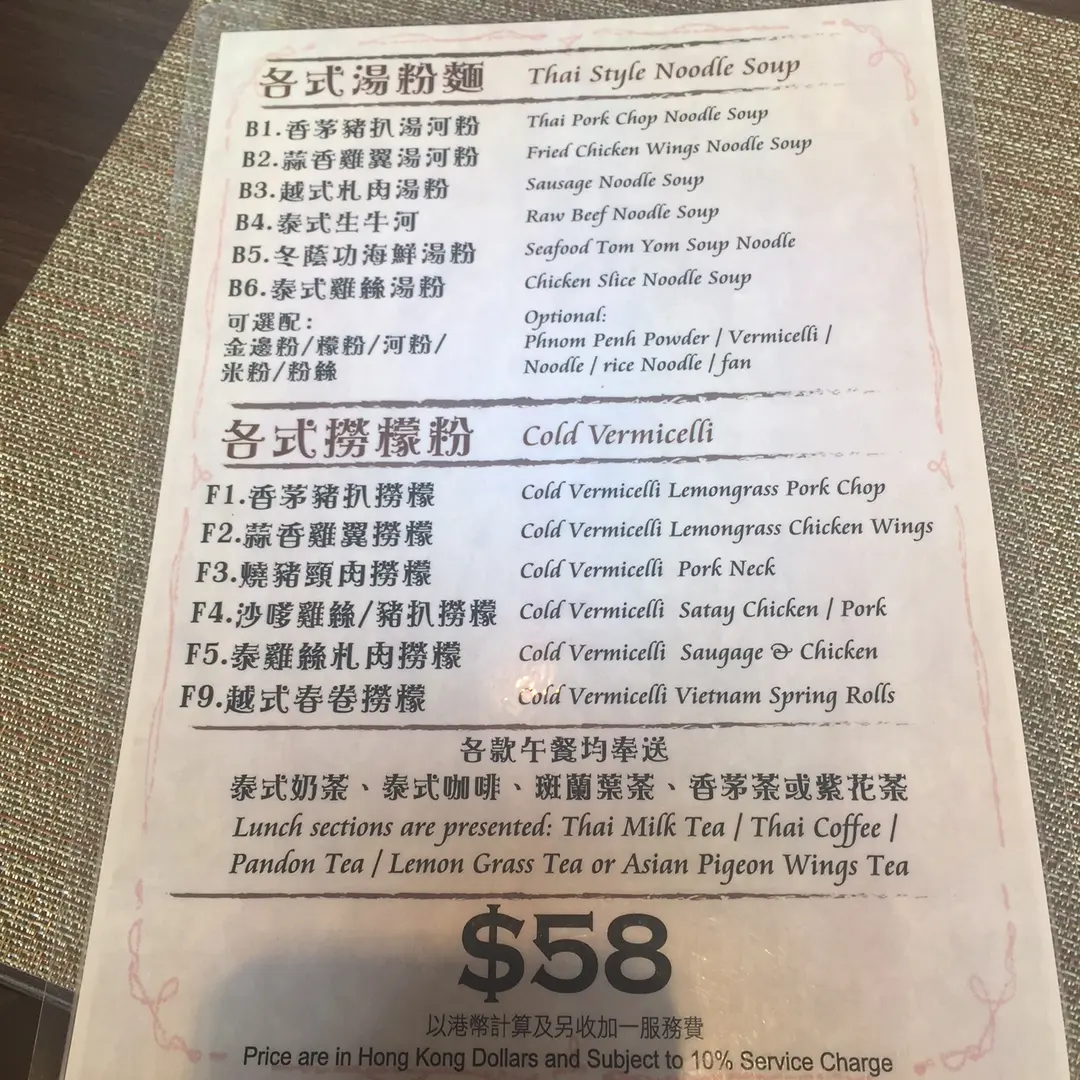 各式湯粉麵 Thai Style Noodle Soup
B1.香茅豬扒湯河粉 Thai Pork Chop Noodle Soup
B2.蒜香雞翼湯河粉 Fried Chicken Wings Noodle Soup
B3.越式札肉湯粉 Sausage Noodle Soup
B4.泰式生牛河 Raw Beef Noodle Soup
B5.冬蔭功海鮮湯粉 Seafood Tom Yom Soup Noodle
B6.泰式雞絲湯粉 Chicken Slice Noodle Soup
可選配: Optional:
金邊粉/檬粉/河粉/ Phnom Penh Powder / Vermicelli /
米粉/粉絲 Noodle / rice Noodle / fan
各式撈檬粉 Cold Vermicelli
F1.香茅豬扒撈檬 Cold Vermicelli Lemongrass Pork Chop
F2.蒜香雞翼撈檬 Cold Vermicelli Lemongrass Chicken Wings
F3.燒豬頸肉撈檬 Cold Vermicelli Pork Neck
F4.沙嗲雞絲/豬扒撈檬 Cold Vermicelli Satay Chicken / Pork
F5.泰雞絲札肉撈檬 Cold Vermicelli Saugage & Chicken
F9.越式春卷撈檬 Cold Vermicelli Vietnam Spring Rolls
各款午餐均奉送
泰式奶茶、泰式咖啡、斑蘭葉茶、香茅茶或紫花茶
Lunch sections are presented: Thai Milk Tea / Thai Coffee /
Pandon Tea / Lemon Grass Tea or Asian Pigeon Wings Tea
$58
以港幣計算及另收加一服務費
Price are in Hong Kong Dollars and Subject to 10% Service Charge